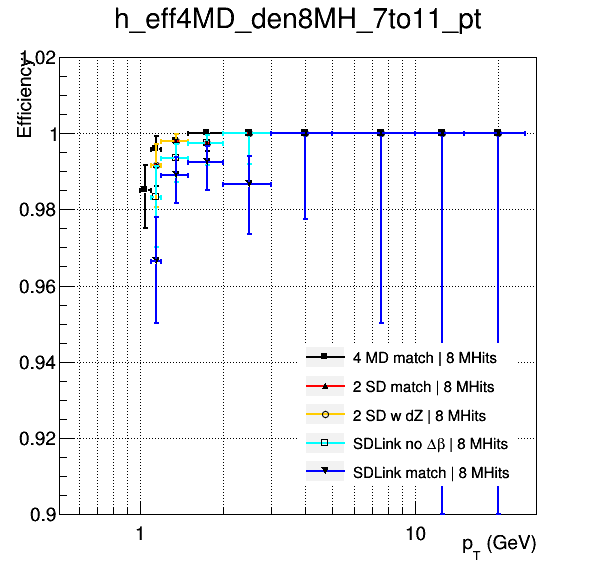 h_eff4MD_den8MH_7to11_pt
Efficiency
1.02
1
0.98
0.96
0.94
0.92
0.9
4 MD match | 8 MHits
2 SD match | 8 MHits
2 SD w dZ | 8 MHits
SDLink no Δβ | 8 MHits
SDLink match | 8 MHits
1
10
p_T (GeV)